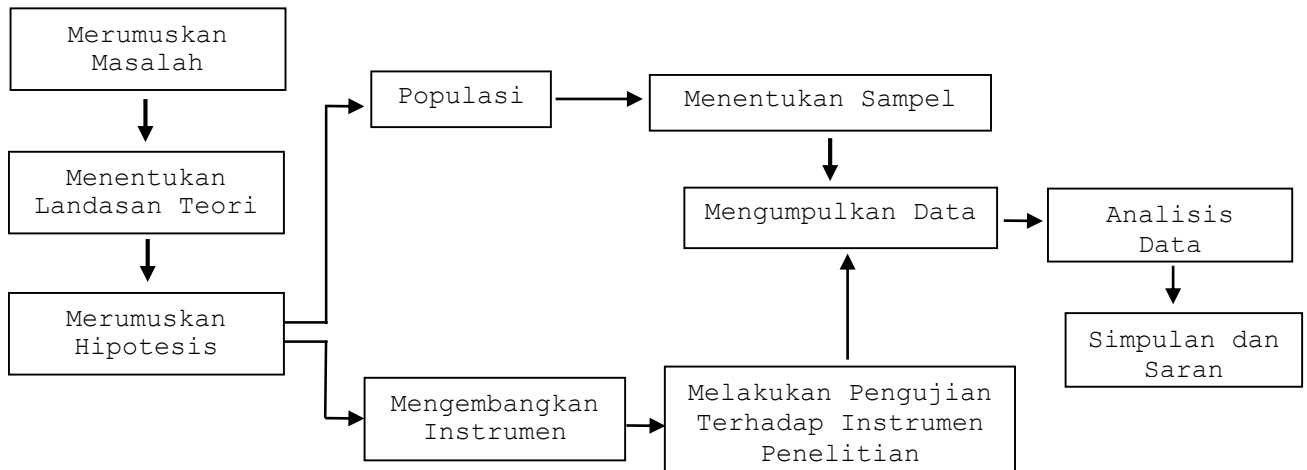 Merumuskan
Masalah
Menentukan
Landasan Teori
Merumuskan
Hipotesis
Populasi
Menentukan Sampel
Mengembangkan
Instrumen
Melakukan Pengujian
Terhadap Instrumen
Penelitian
Mengumpulkan Data
Analisis
Data
Simpulan dan
Saran